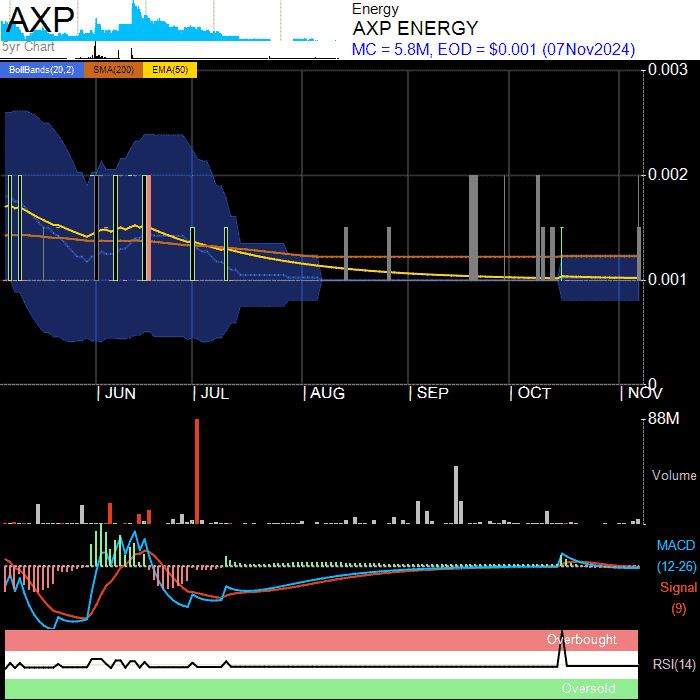 AXP
5yr Chart
Energy
AXP ENERGY
MC = 5.8M, EOD = $0.001 (07Nov2024)
BollBands(20,2) SMA(200) EMA(50)
0.003
0.002
0.001
0
JUN JUL AUG SEP OCT NOV
88M
Volume
MACD
(12-26)
Signal
(9)
Overbought
RSI(14)
Oversold